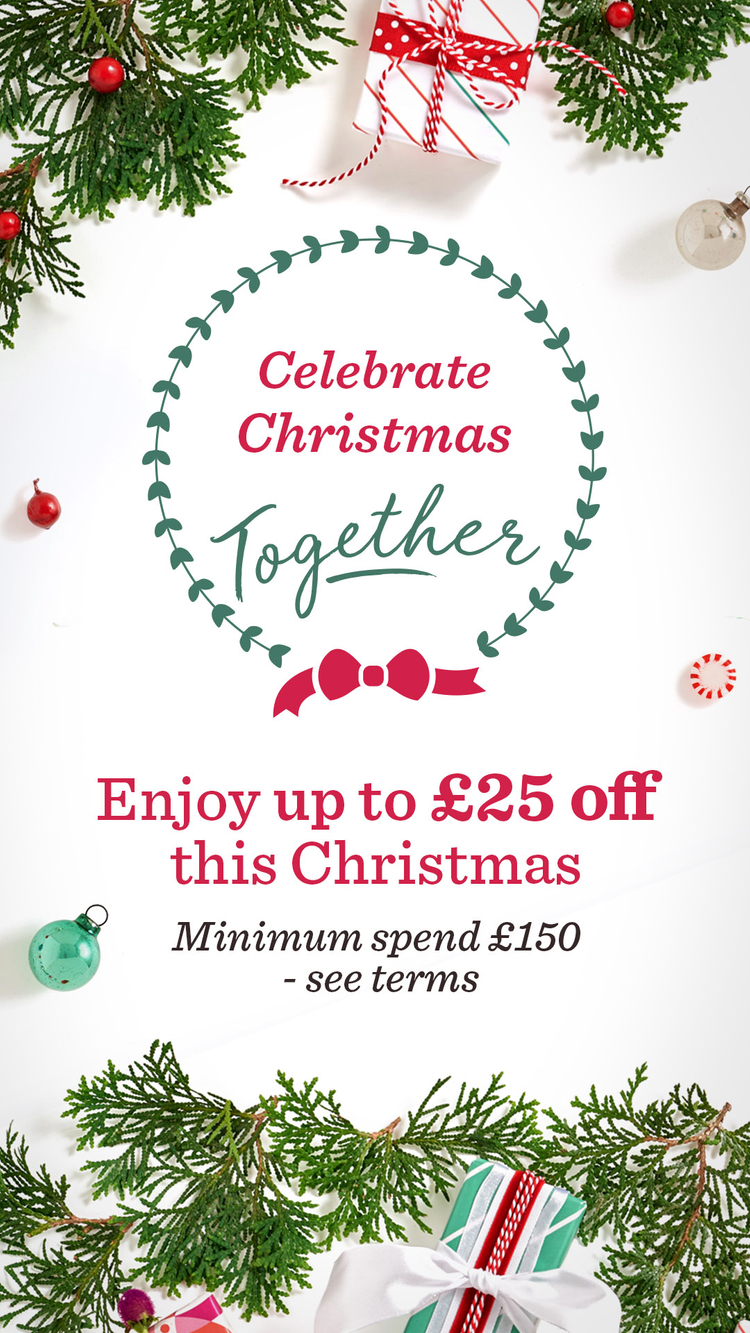 Celebrate
Christmas
Together
Enjoy up to £25 off
this Christmas
Minimum spend £150
- see terms